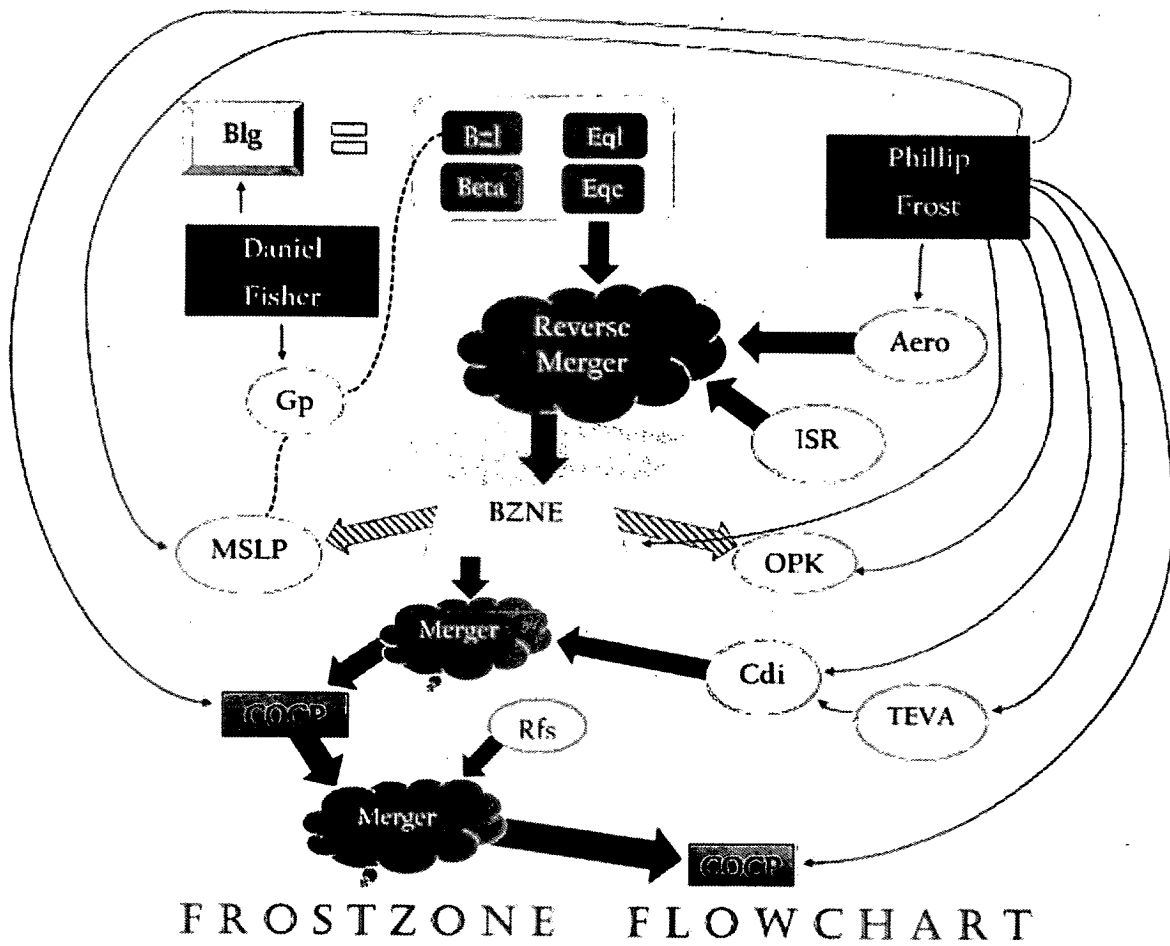 Blg
Bzl
Eql
Beta
Eqe
Phillip
Frost
Daniel
Fisher
Reverse
Merger
Aero
Gp
ISR
BZNE
MSLP
OPK
Merger
Cdi
COCP
Rfs
TEVA
Merger
COCP
FROSTZONE FLOWCHART